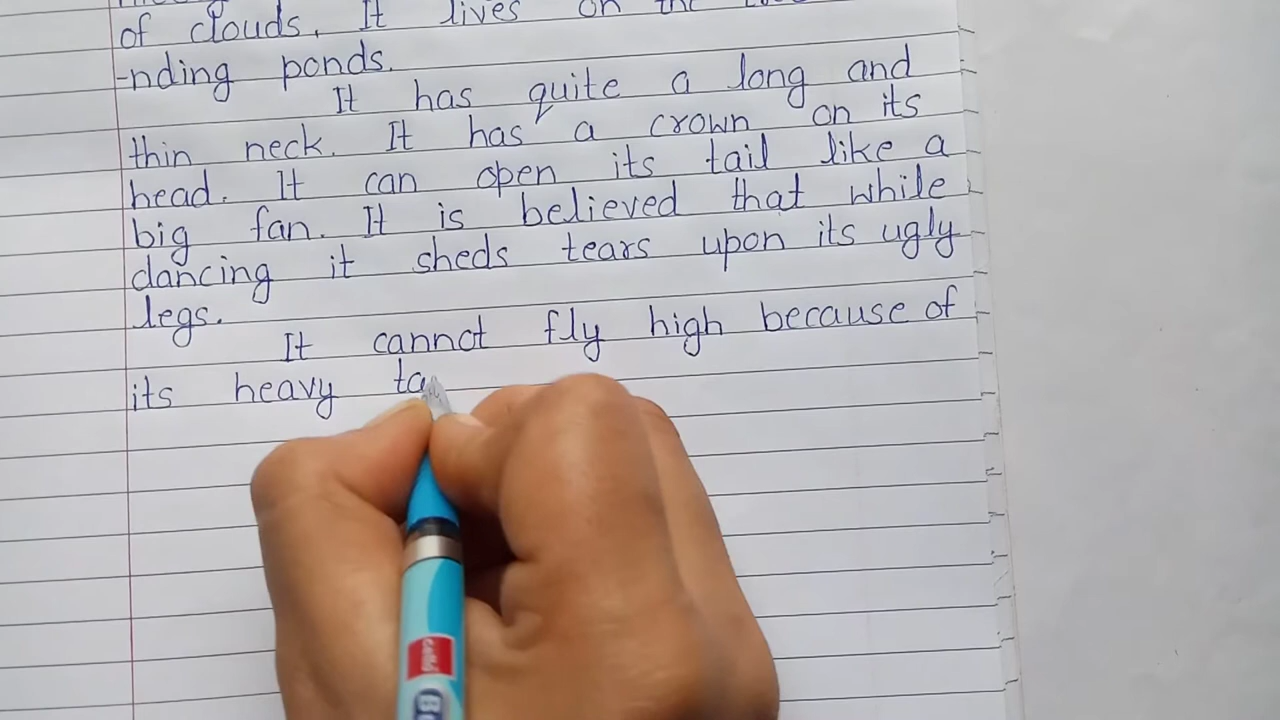 of clouds. It lives on the
-nding ponds.
It has quite a long and
thin neck. It has a crown on its
head. It can open its tail like a
big fan. It is believed that while
dancing it sheds tears upon its ugly
legs.
It cannot fly high because of
its heavy ta
cello